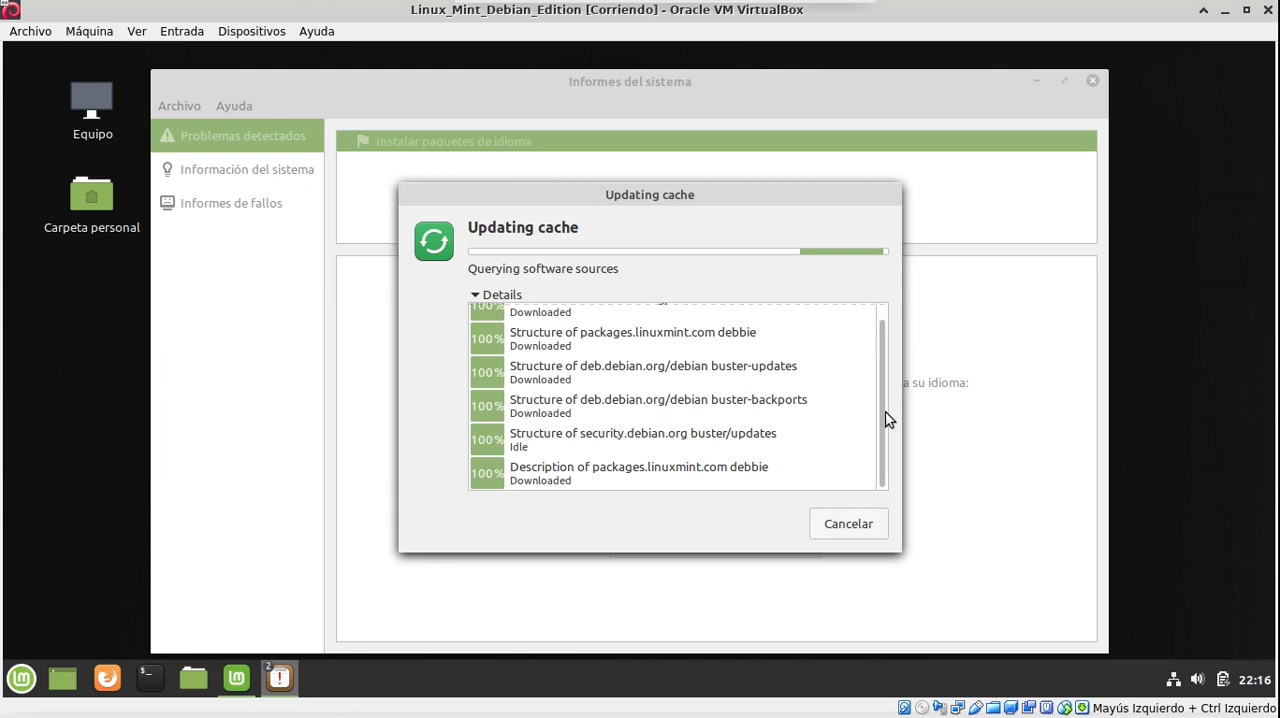 Linux_Mint_Debian_Edition [Corriendo] - Oracle VM VirtualBox
Archivo Máquina Ver Entrada Dispositivos Ayuda
Equipo
Carpeta personal
Informes del sistema
Archivo Ayuda
Problemas detectados
Información del sistema
Informes de fallos
Instalar paquetes de idioma
a su idioma:
Updating cache
Updating cache
Querying software sources
Details
100%
Downloaded
100% Structure of packages.linuxmint.com debbie
Downloaded
100% Structure of deb.debian.org/debian buster-updates
Downloaded
100% Structure of deb.debian.org/debian buster-backports
Downloaded
100% Structure of security.debian.org buster/updates
Idle
100% Description of packages.linuxmint.com debbie
Downloaded
Cancelar
2
22:16
Mayús Izquierdo + Ctrl Izquierdo